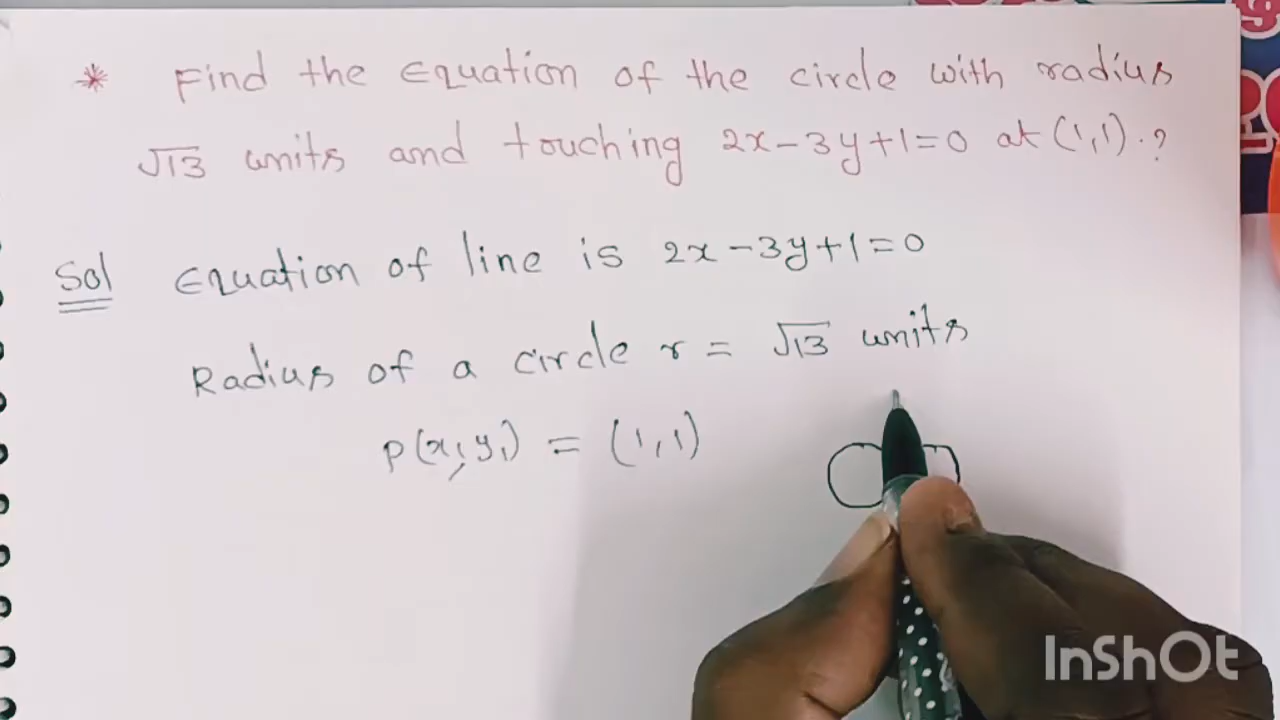 * Find the Equation of the circle with radius
√13 units and touching 2x-3y+1=0 at (1,1).?
Sol Equation of line is 2x-3y+1=0
Radius of a circle r = √13 units
P(x₁,y₁) = (1,1)
InShOt